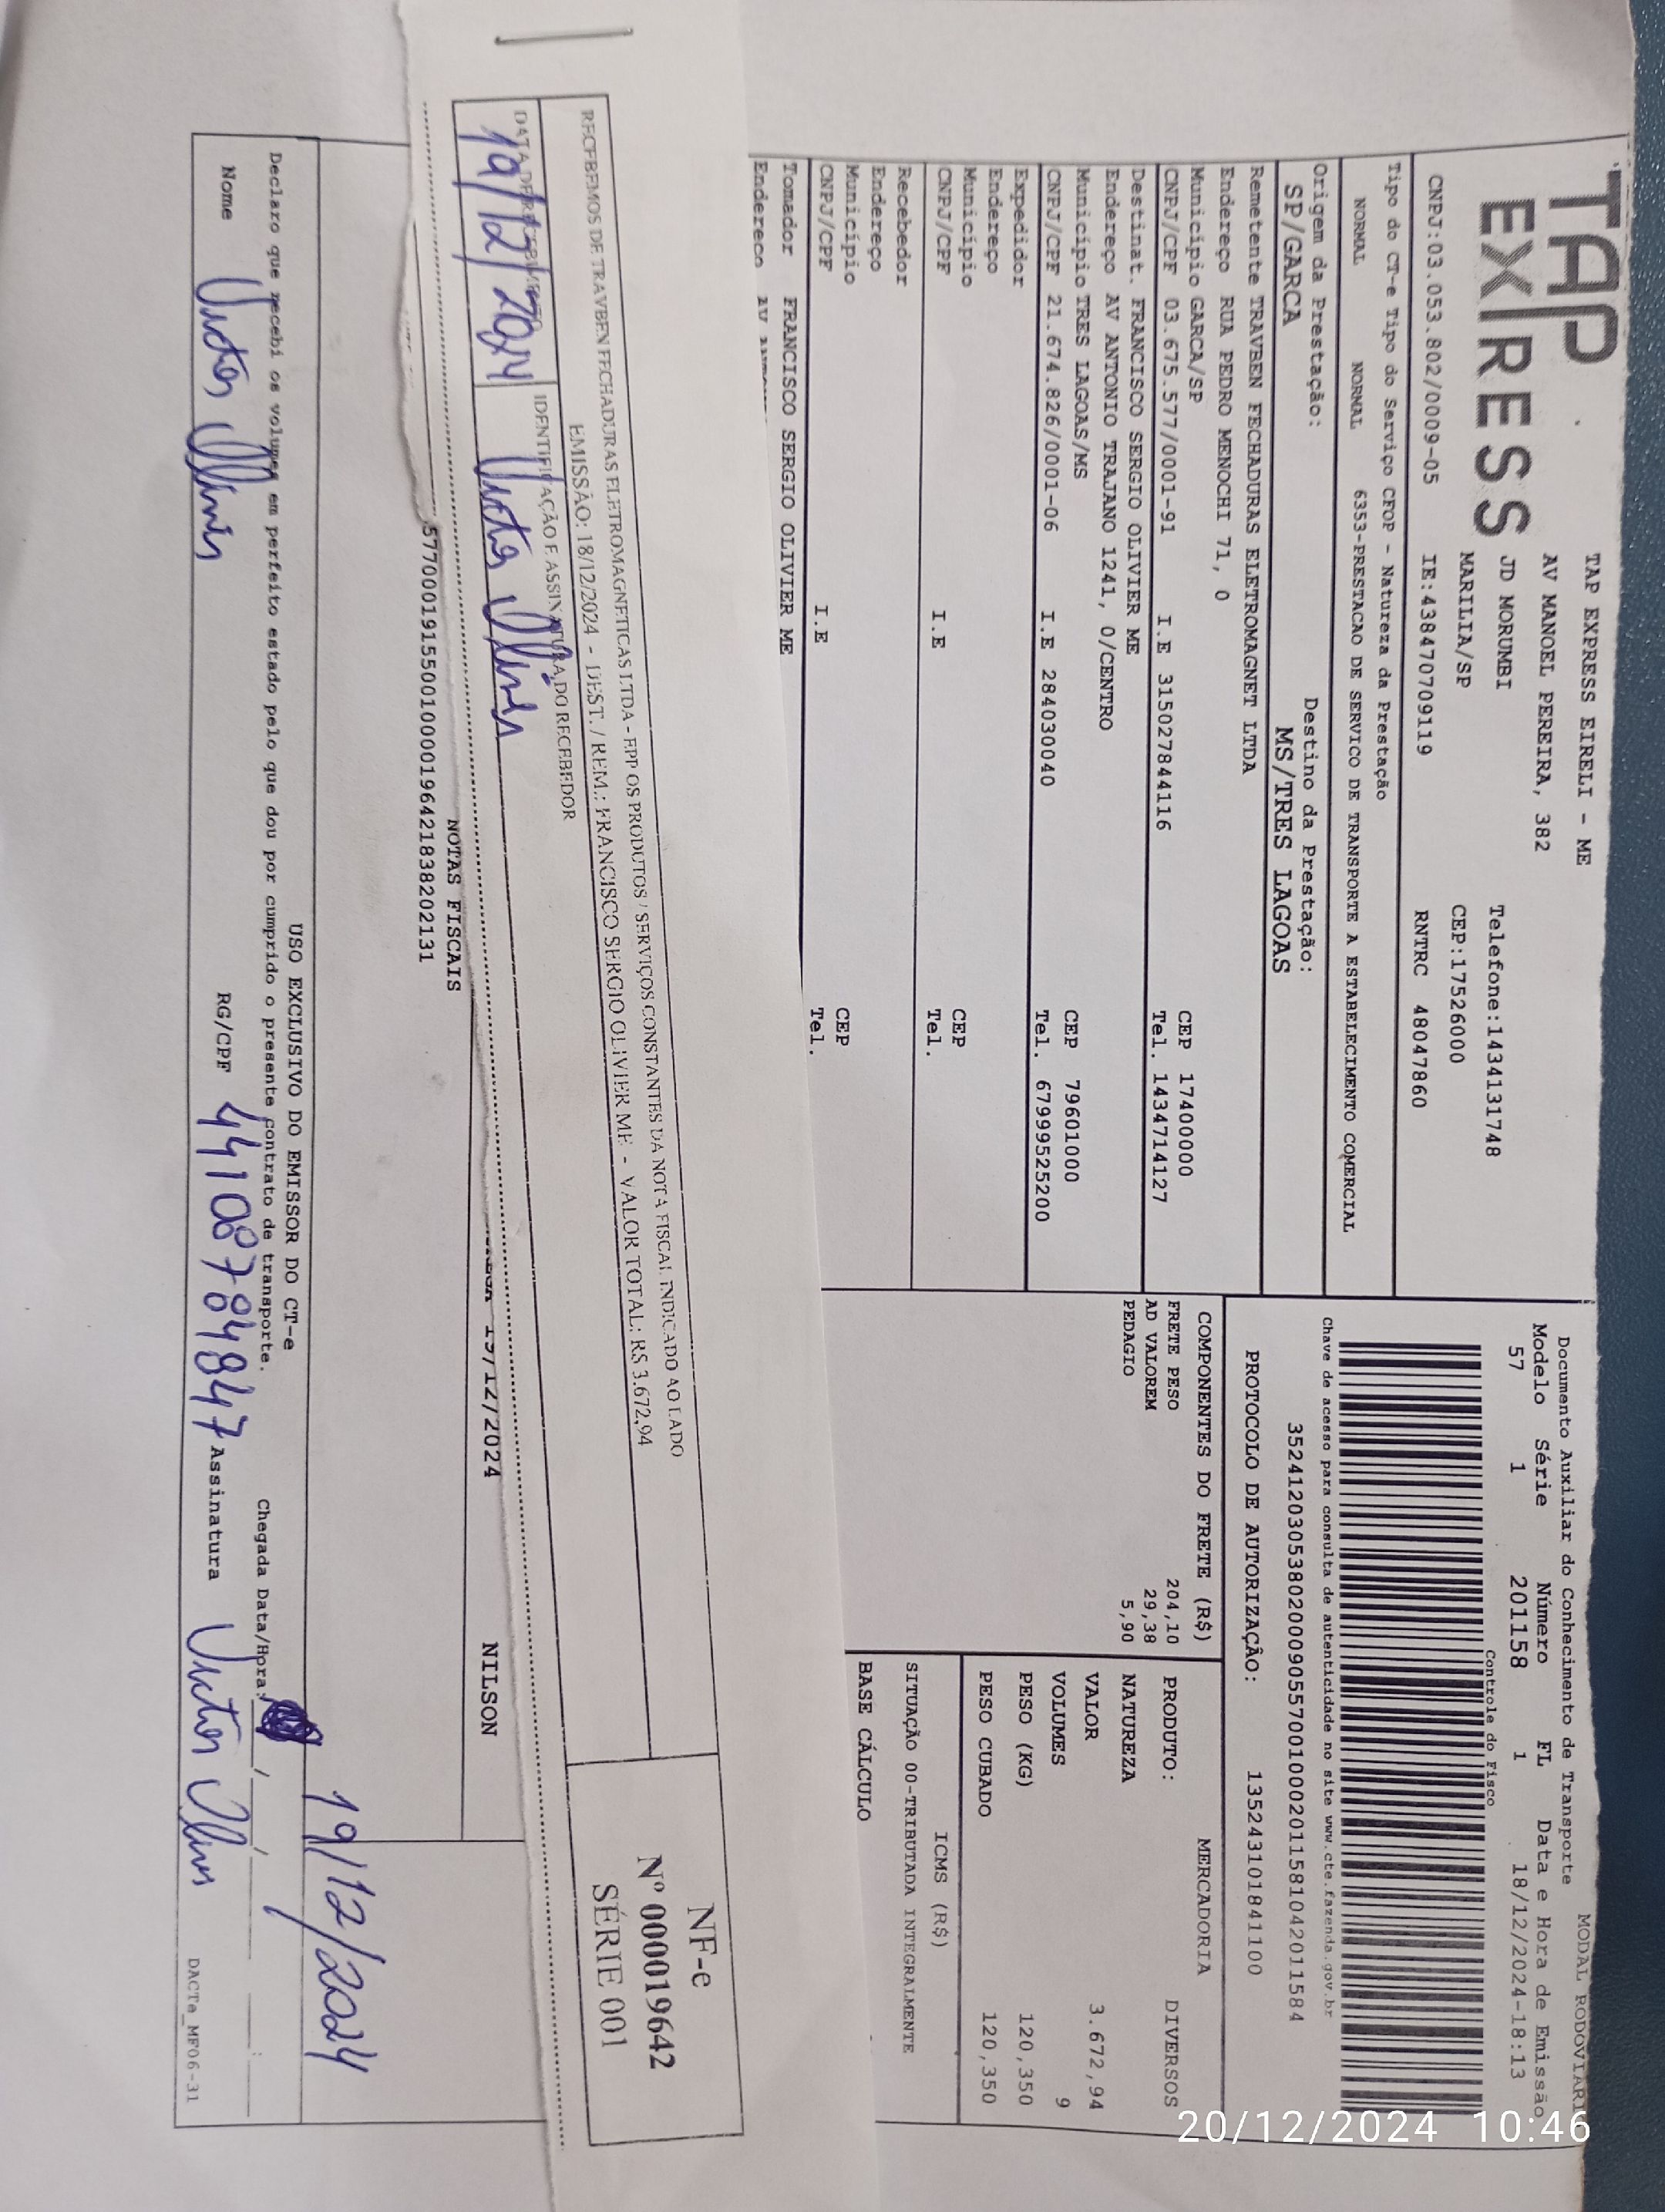 TAP
EXPRESS
TAP EXPRESS EIRELI - ME
AV MANOEL PEREIRA, 382
JD MORUMBI
Telefone:1434131748
MARILIA/SP
CEP:17526000
CNPJ:03.053.802/0009-05 IE:438470709119 RNTRC 48047860
Tipo do CT-e Tipo do Serviço CFOP - Natureza da Prestação
NORMAL NORMAL 6353-PRESTACAO DE SERVICO DE TRANSPORTE A ESTABELECIMENTO COMERCIAL
Origem da Prestação: Destino da Prestação:
SP/GARCA MS/TRES LAGOAS
Remetente TRAVBEN FECHADURAS ELETROMAGNET LTDA
Endereço RUA PEDRO MENOCHI 71, 0
Município GARCA/SP CEP 17400000
CNPJ/CPF 03.675.577/0001-91 I.E 315027844116 Tel. 1434714127
Destinat. FRANCISCO SERGIO OLIVIER ME
Endereço AV ANTONIO TRAJANO 1241, 0/CENTRO
Município TRES LAGOAS/MS CEP 79601000
CNPJ/CPF 21.674.826/0001-06 I.E 284030040 Tel. 67999525200
Expedidor
Endereço
Município CEP
CNPJ/CPF I.E Tel.
Recebedor
Endereço
Município CEP
CNPJ/CPF I.E Tel.
Tomador FRANCISCO SERGIO OLIVIER ME
Endereço AV
MODAL RODOVIARI
Documento Auxiliar do Conhecimento de Transporte
Modelo Série Número FL Data e Hora de Emissão
57 1 201158 1 18/12/2024-18:13
Controle do Fisco
Chave de acesso para consulta de autenticidade no site www.cte.fazenda.gov.br
35241203053802000905570010002011581042011584
PROTOCOLO DE AUTORIZAÇÃO: 135243101841100
COMPONENTES DO FRETE (R$)
FRETE PESO 204,10
AD VALOREM 29,38
PEDAGIO 5,90
MERCADORIA
PRODUTO: DIVERSOS
NATUREZA
VALOR 3.672,94
VOLUMES 9
PESO (KG) 120,350
PESO CUBADO 120,350
ICMS (R$)
SITUAÇÃO 00-TRIBUTADA INTEGRALMENTE
BASE CÁLCULO
RECEBEMOS DE TRAVBEN FECHADURAS ELETROMAGNETICAS LTDA - EPP OS PRODUTOS / SERVIÇOS CONSTANTES DA NOTA FISCAL INDICADO AO LADO
EMISSÃO: 18/12/2024 - DEST. / REM.: FRANCISCO SERGIO OLIVIER ME - VALOR TOTAL: R$ 3.672,94
DATA DE RECEBIMENTO IDENTIFICAÇÃO E ASSINATURA DO RECEBEDOR
19/12/2024
NF-e
Nº 000019642
SÉRIE 001
19/12/2024 NILSON
NOTAS FISCAIS
577000191550010000196421838202131
USO EXCLUSIVO DO EMISSOR DO CT-e
19/12/2024
Declaro que recebi os volumes em perfeito estado pelo que dou por cumprido o presente contrato de transporte. Chegada Data/Hora:
Nome RG/CPF 44108784847 Assinatura
DACTe_MF06-31
20/12/2024 10:46